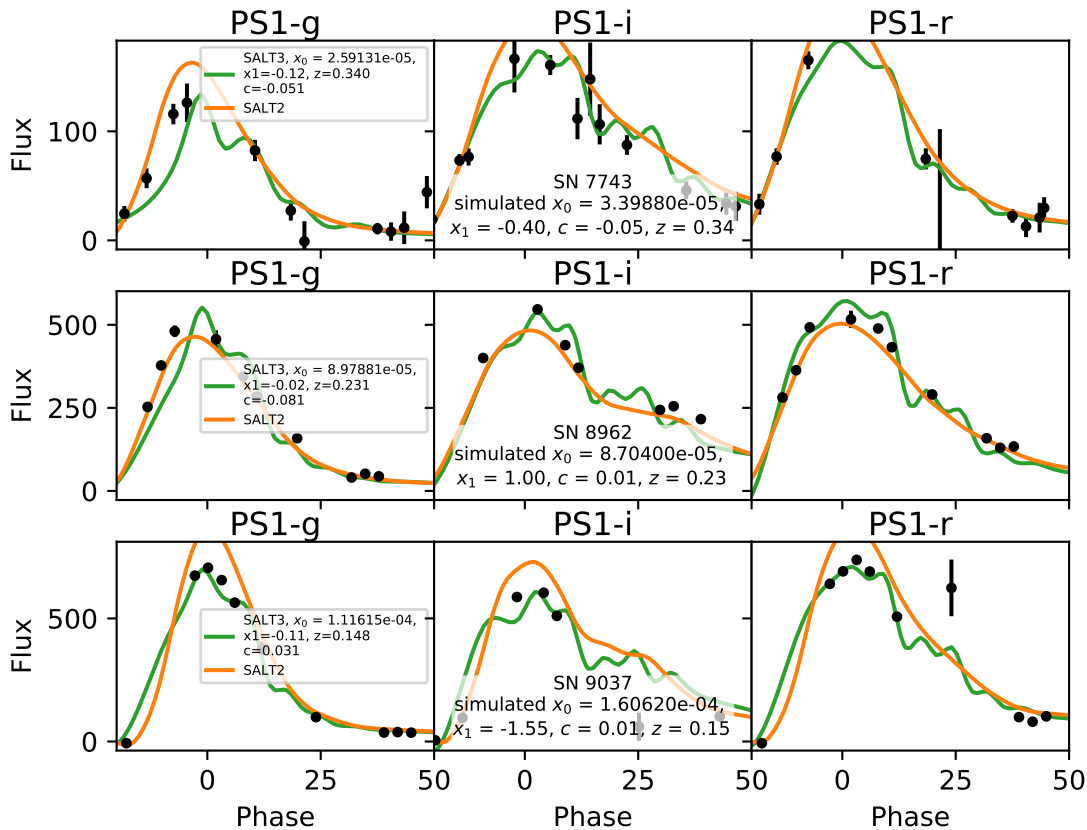 PS1-g
PS1-i
PS1-r
Flux
100
0
SALT3, x₀ = 2.59131e-05,
x1=-0.12, z=0.340
c=-0.051
SALT2
SN 7743
simulated x₀ = 3.39880e-05,
x₁ = -0.40, c = -0.05, z = 0.34
PS1-g
PS1-i
PS1-r
Flux
500
250
0
SALT3, x₀ = 8.97881e-05,
x1=-0.02, z=0.231
c=-0.081
SALT2
SN 8962
simulated x₀ = 8.70400e-05,
x₁ = 1.00, c = 0.01, z = 0.23
PS1-g
PS1-i
PS1-r
Flux
500
0
SALT3, x₀ = 1.11615e-04,
x1=-0.11, z=0.148
c=0.031
SALT2
SN 9037
simulated x₀ = 1.60620e-04,
x₁ = -1.55, c = 0.01, z = 0.15
0 25 50
0 25 50
0 25 50
Phase
Phase
Phase